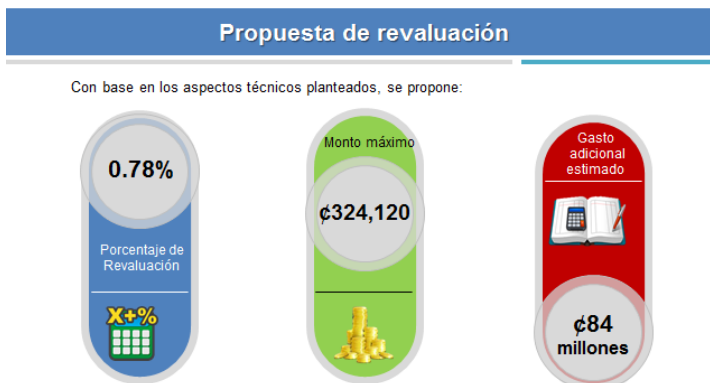 Propuesta de revaluación
Con base en los aspectos técnicos planteados, se propone:
0.78%
Porcentaje de
Revaluación
X+%
Monto máximo
¢324,120
Gasto
adicional
estimado
¢84
millones